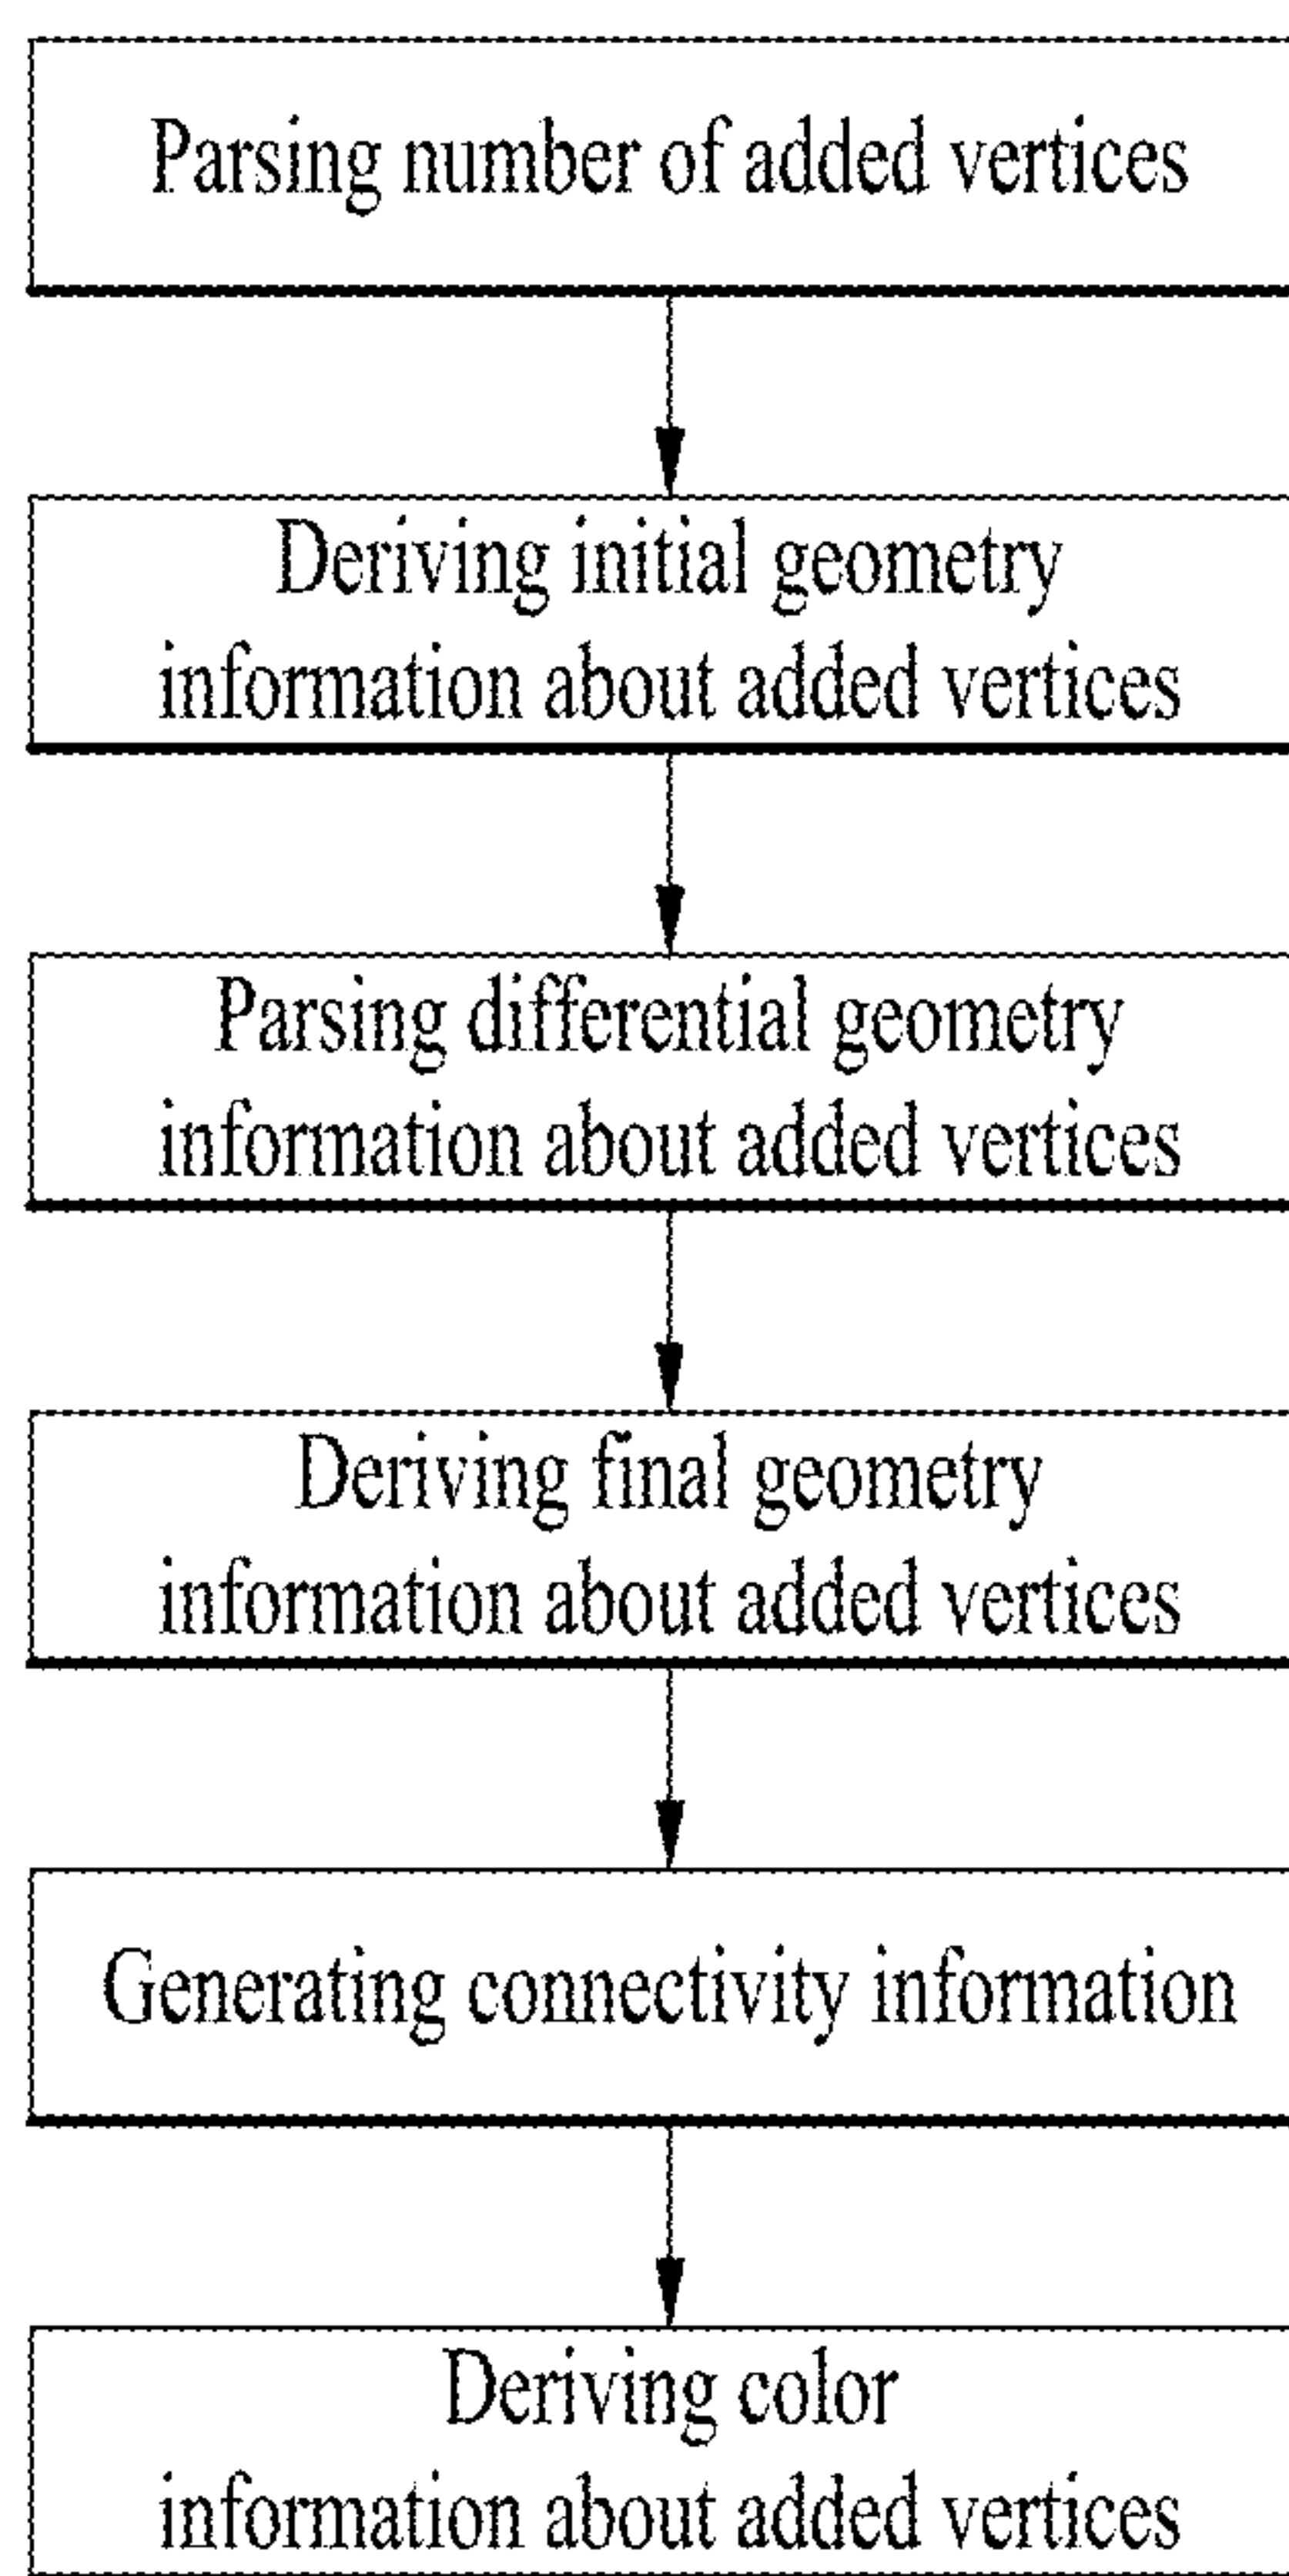 Parsing number of added vertices
Deriving initial geometry
information about added vertices
Parsing differential geometry
information about added vertices
Deriving final geometry
information about added vertices
Generating connectivity information
Deriving color
information about added vertices